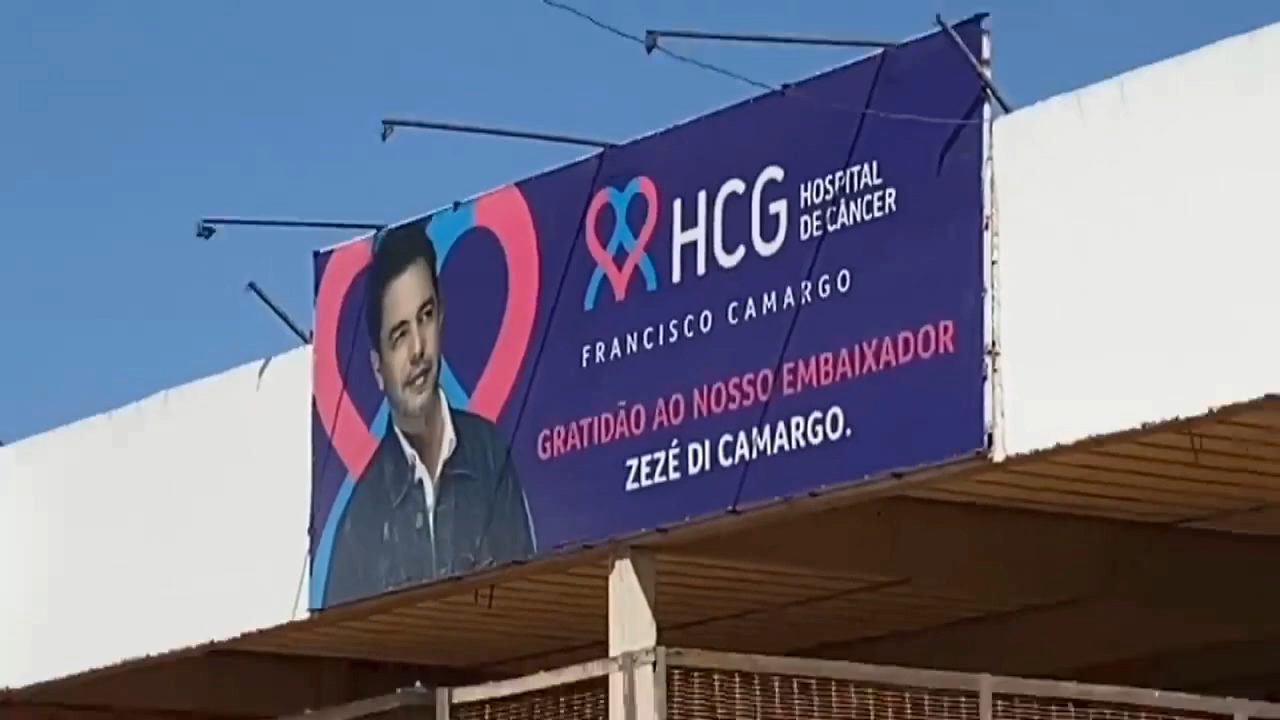 HCG
HOSPITAL
DE CÂNCER
FRANCISCO CAMARGO
GRATIDÃO AO NOSSO EMBAIXADOR
ZEZÉ DI CAMARGO.